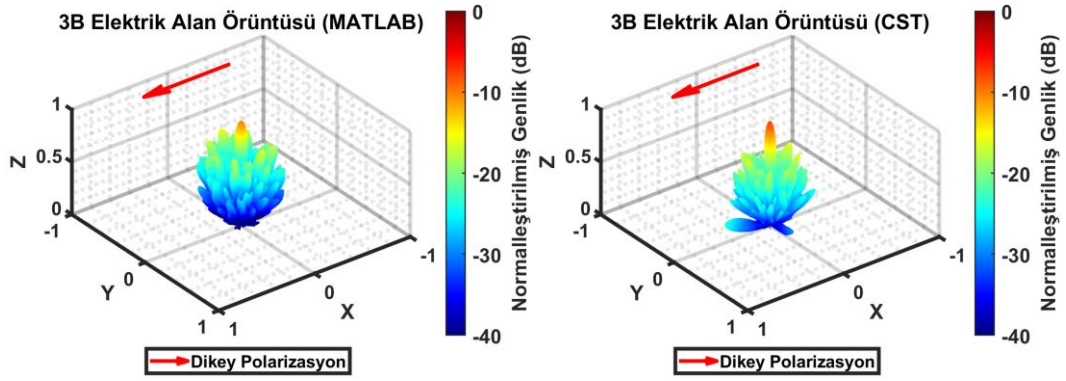 3B Elektrik Alan Örüntüsü (MATLAB)
Z
1
0.5
0
-1
Y
0
1
1
X
0
-1
0
-10
-20
-30
-40
Normalleştirilmiş Genlik (dB)
Dikey Polarizasyon
3B Elektrik Alan Örüntüsü (CST)
Z
1
0.5
0
-1
Y
0
1
1
X
0
-1
0
-10
-20
-30
-40
Normalleştirilmiş Genlik (dB)
Dikey Polarizasyon